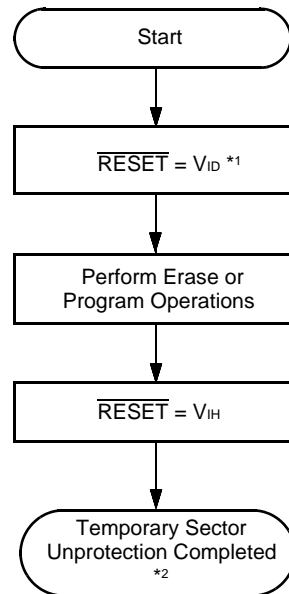 Start
RESET = VID *1
Perform Erase or
Program Operations
RESET = VIH
Temporary Sector
Unprotection Completed
*2